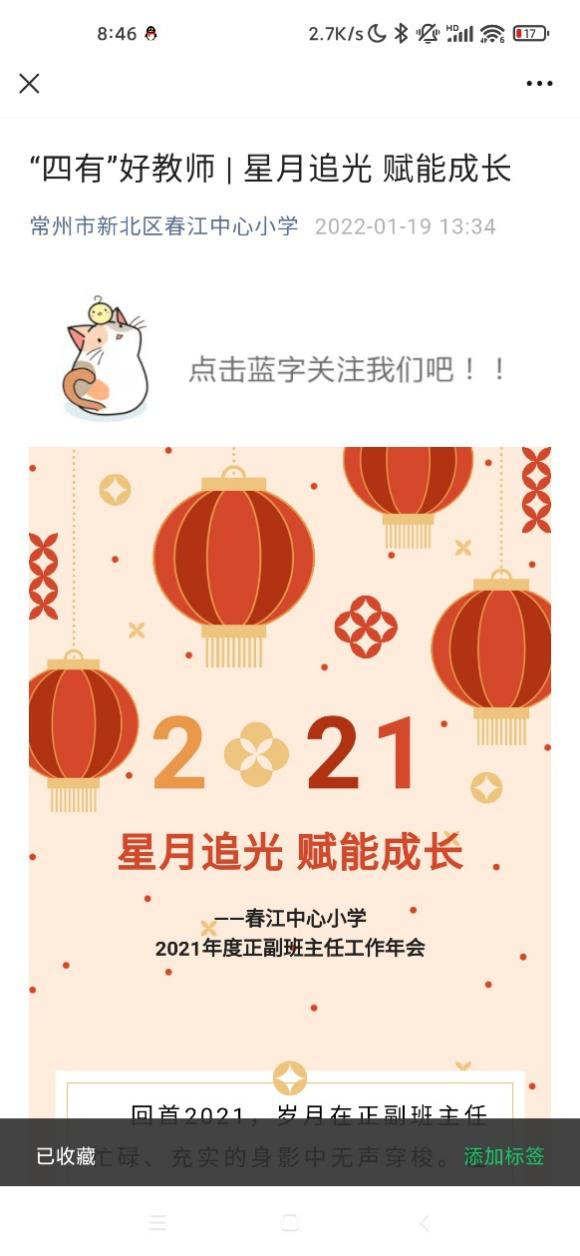 8:46
2.7K/s
HD
6
17
“四有”好教师 | 星月追光 赋能成长
常州市新北区春江中心小学 2022-01-19 13:34
点击蓝字关注我们吧！！
2021
星月追光 赋能成长
——春江中心小学
2021年度正副班主任工作年会
回首2021，岁月在正副班主任
忙碌、充实的身影中无声穿梭。
已收藏
添加标签